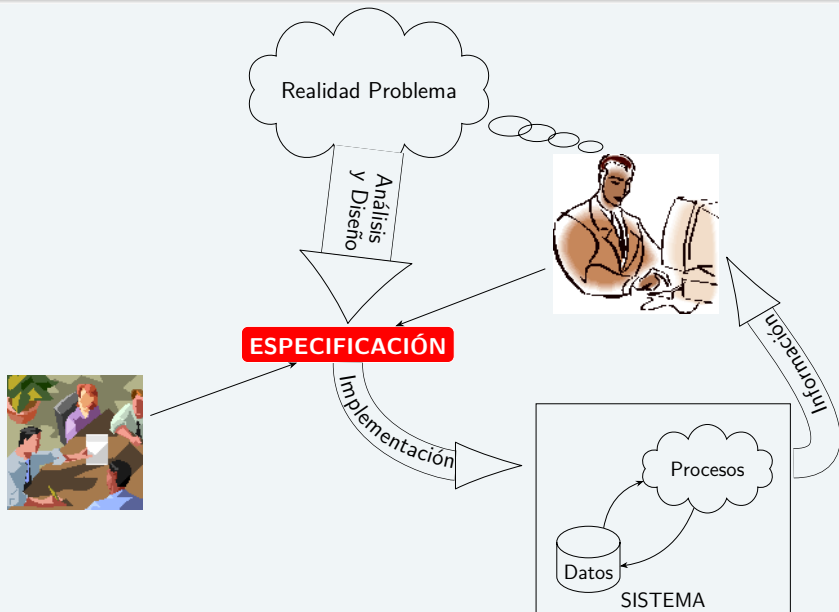 Realidad Problema
Análisis
y Diseño
ESPECIFICACIÓN
Implementación
Información
Procesos
Datos
SISTEMA